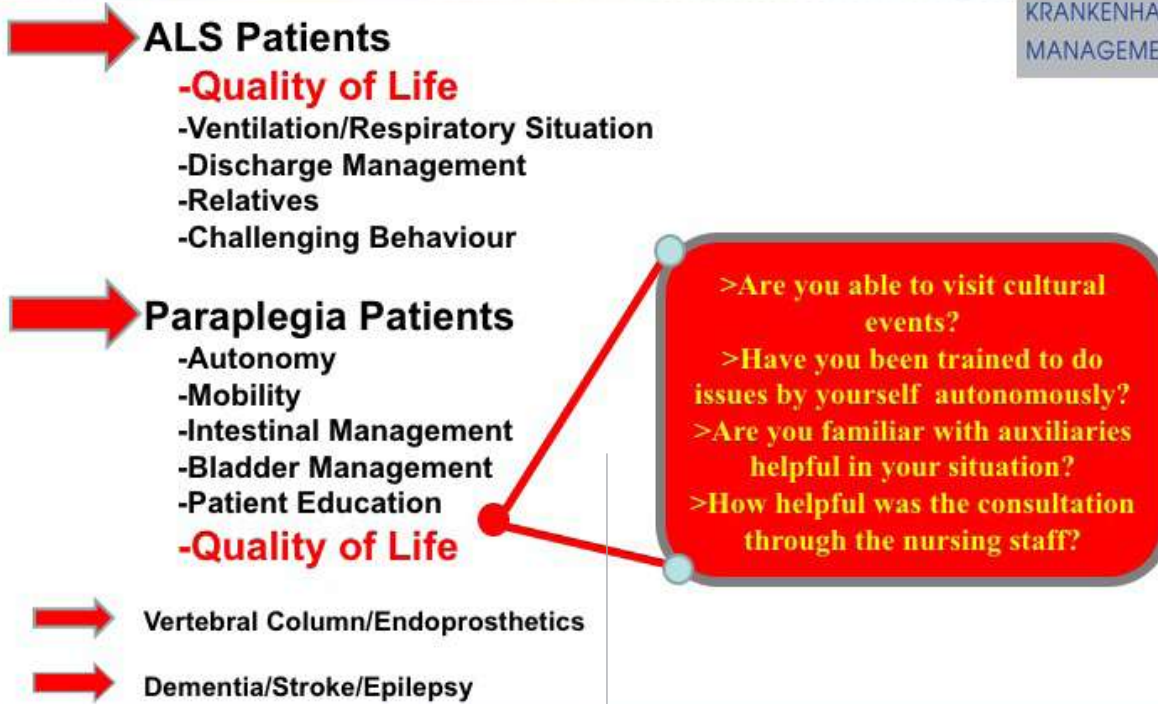 KRANKENHA
MANAGEME
ALS Patients
-Quality of Life
-Ventilation/Respiratory Situation
-Discharge Management
-Relatives
-Challenging Behaviour
Paraplegia Patients
-Autonomy
-Mobility
-Intestinal Management
-Bladder Management
-Patient Education
-Quality of Life
>Are you able to visit cultural
events?
>Have you been trained to do
issues by yourself autonomously?
>Are you familiar with auxiliaries
helpful in your situation?
>How helpful was the consultation
through the nursing staff?
Vertebral Column/Endoprosthetics
Dementia/Stroke/Epilepsy